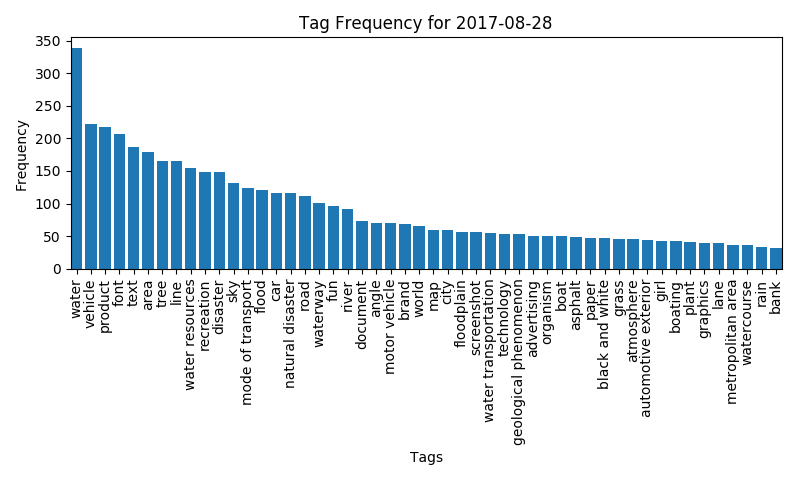 Tag Frequency for 2017-08-28
Frequency
350
300
250
200
150
100
50
0
water
vehicle
product
font
text
area
tree
line
water resources
recreation
disaster
sky
mode of transport
flood
car
natural disaster
road
waterway
fun
river
document
angle
motor vehicle
brand
world
map
city
floodplain
screenshot
water transportation
technology
geological phenomenon
advertising
organism
boat
asphalt
paper
black and white
grass
atmosphere
automotive exterior
girl
boating
plant
graphics
lane
metropolitan area
watercourse
rain
bank
Tags